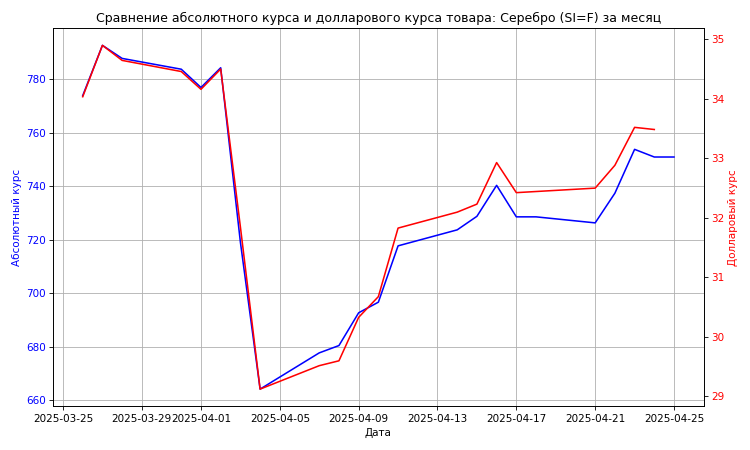 Сравнение абсолютного курса и долларового курса товара: Серебро (SI=F) за месяц
Абсолютный курс
780
760
740
720
700
680
660
35
34
33
32
31
30
29
Долларовый курс
2025-03-25 2025-03-29 2025-04-01 2025-04-05 2025-04-09 2025-04-13 2025-04-17 2025-04-21 2025-04-25
Дата